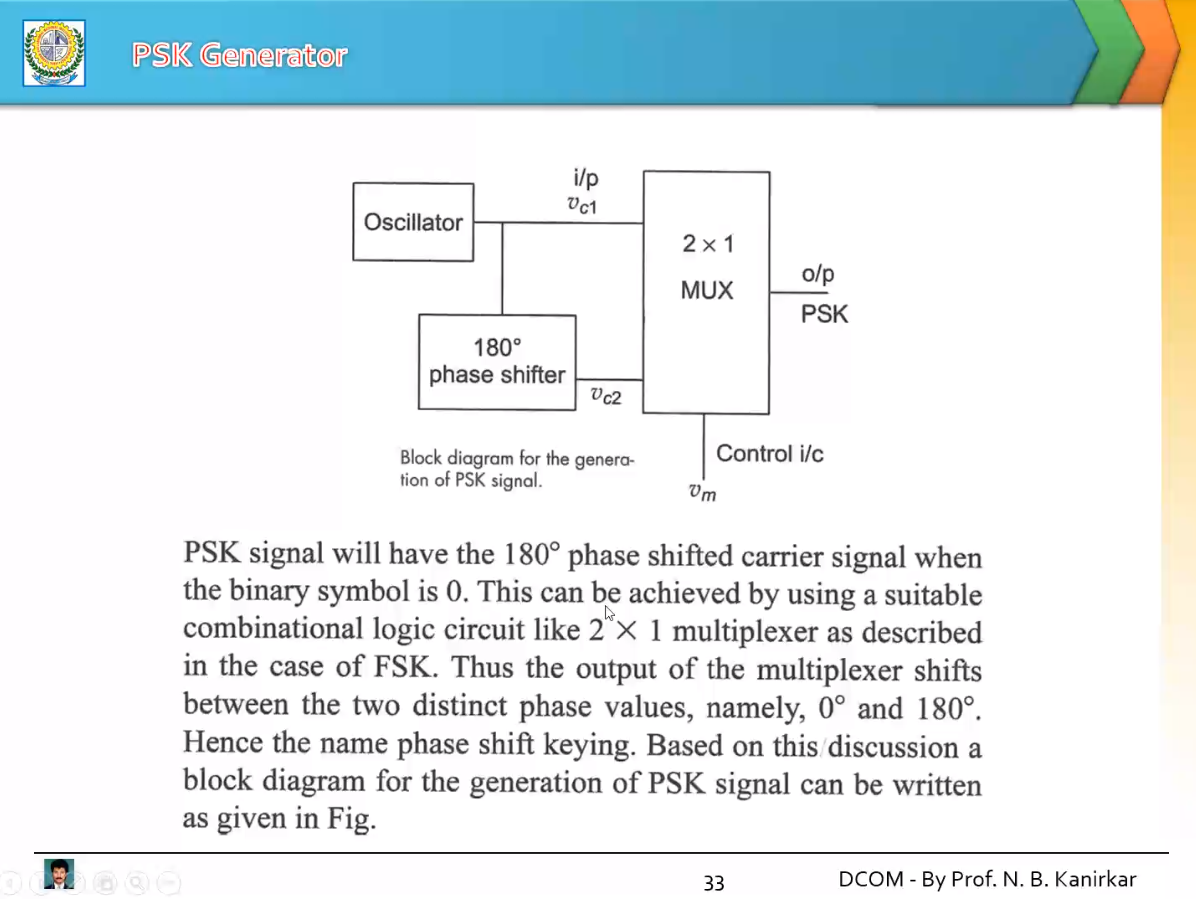 PSK Generator
i/p
υc1
Oscillator
2 × 1
MUX
o/p
PSK
180°
phase shifter
υc2
Control i/c
υm
Block diagram for the genera-
tion of PSK signal.
PSK signal will have the 180° phase shifted carrier signal when
the binary symbol is 0. This can be achieved by using a suitable
combinational logic circuit like 2 × 1 multiplexer as described
in the case of FSK. Thus the output of the multiplexer shifts
between the two distinct phase values, namely, 0° and 180°.
Hence the name phase shift keying. Based on this discussion a
block diagram for the generation of PSK signal can be written
as given in Fig.
33
DCOM - By Prof. N. B. Kanirkar